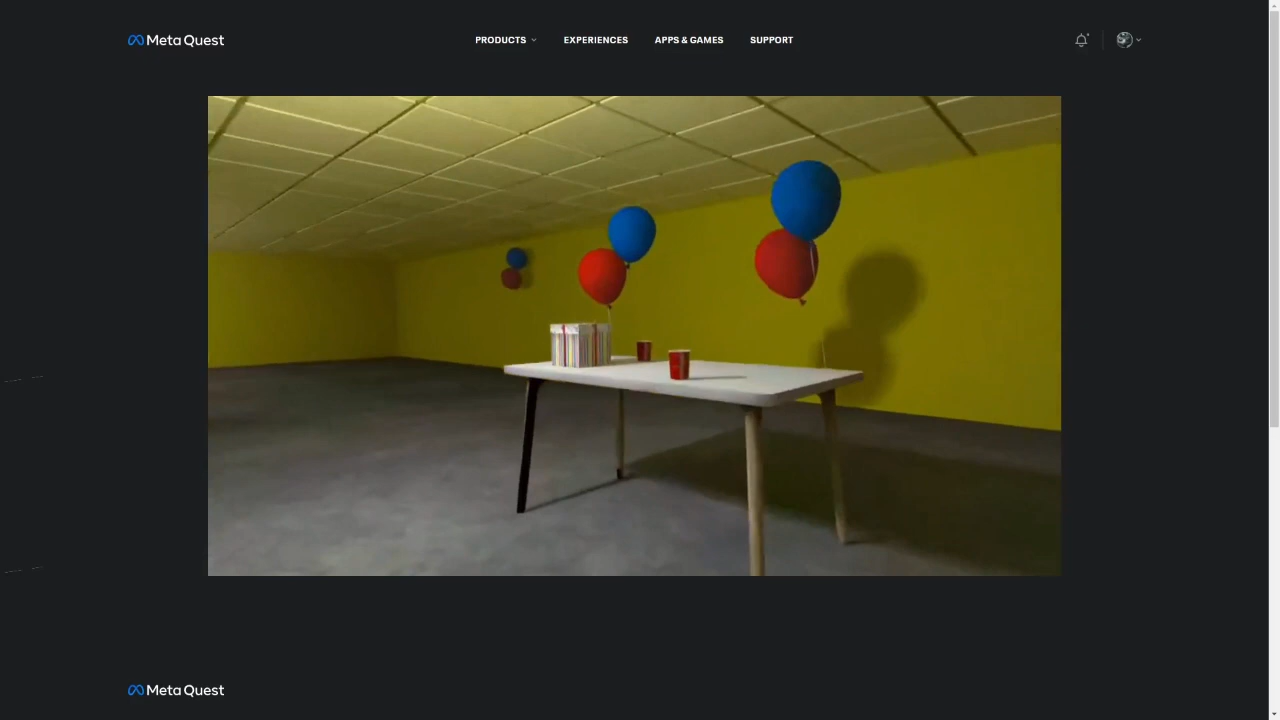 Meta Quest
PRODUCTS
EXPERIENCES
APPS & GAMES
SUPPORT
Meta Quest